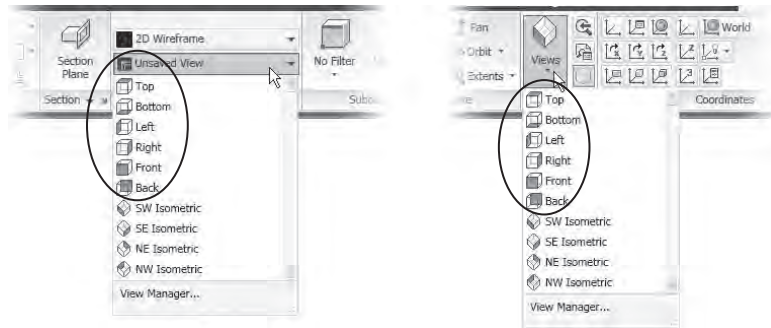 2D Wireframe
Section
Plane
Unsaved View
No Filter
Top
Section
Bottom
Left
Right
Front
Back
SW Isometric
SE Isometric
NE Isometric
NW Isometric
View Manager...
Pan
Orbit
Extents
Views
World
Coordinates
Top
Bottom
Left
Right
Front
Back
SW Isometric
SE Isometric
NE Isometric
NW Isometric
View Manager...